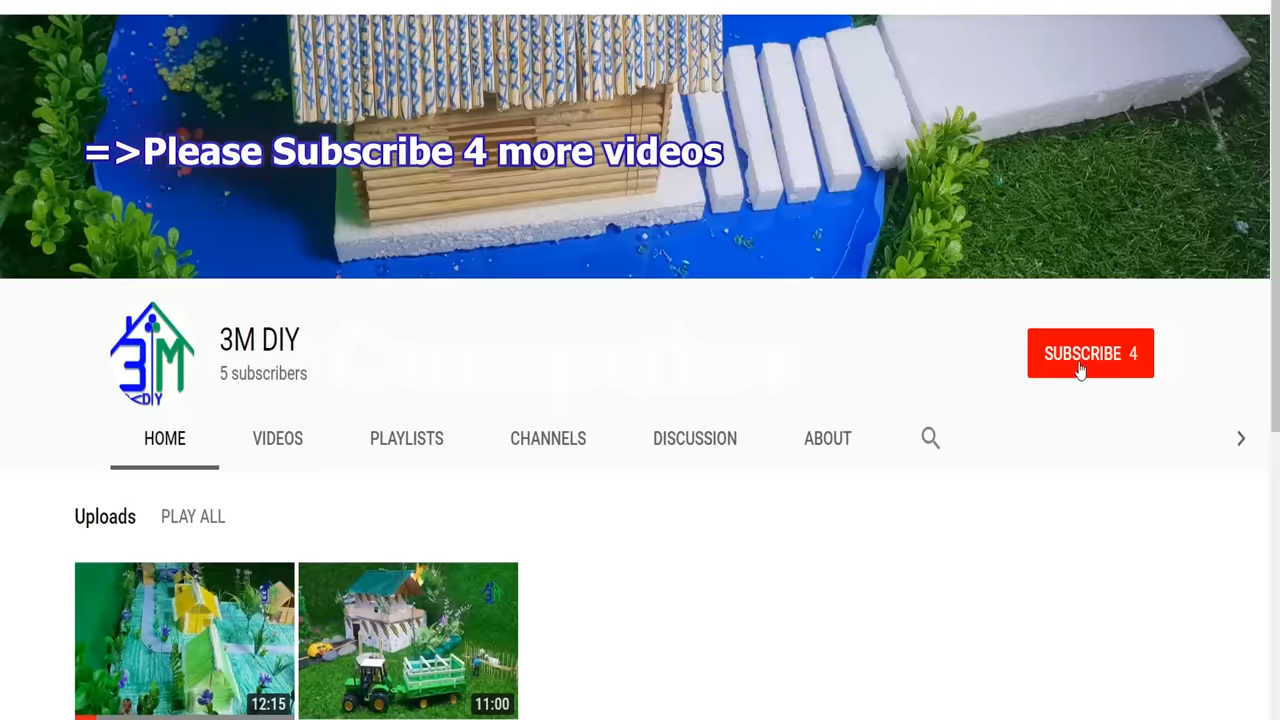 =>Please Subscribe 4 more videos
3M DIY
3M
DIY
5 subscribers
SUBSCRIBE 4
HOME VIDEOS PLAYLISTS CHANNELS DISCUSSION ABOUT
Uploads PLAY ALL
12:15 11:00